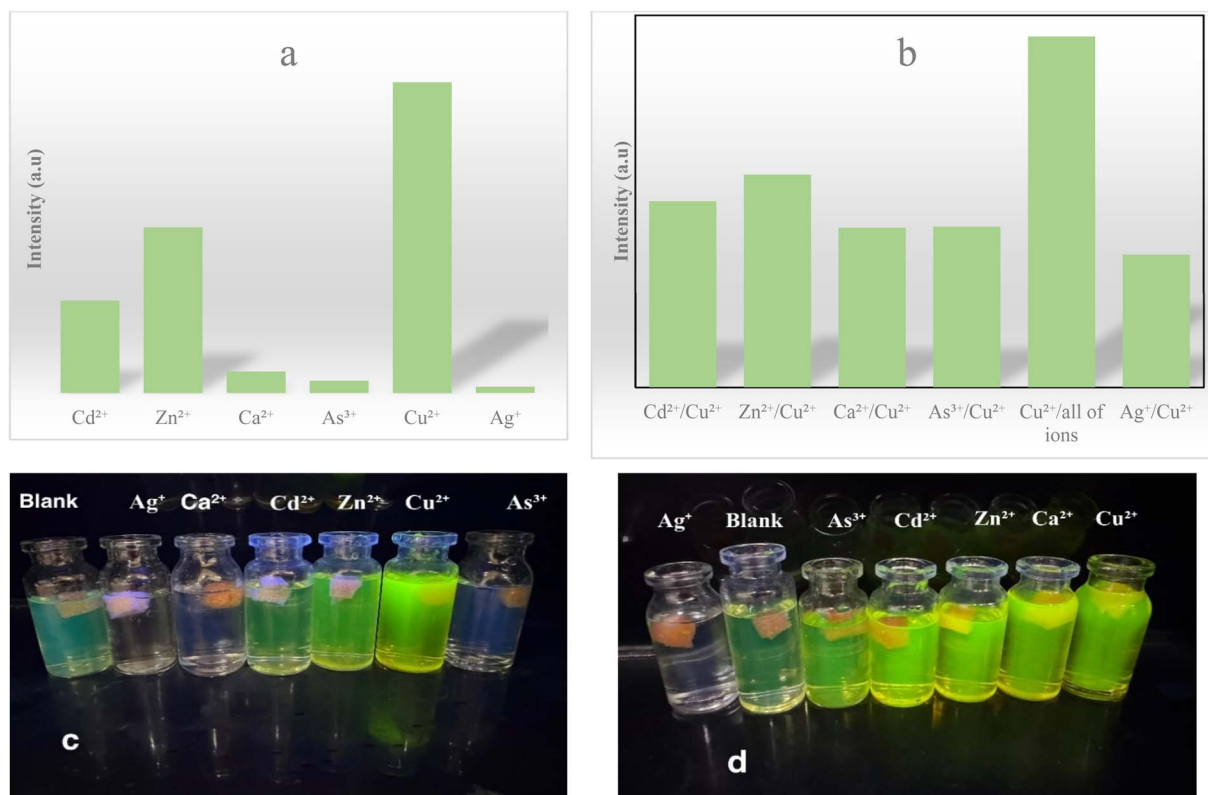 a
Intensity (a.u)
Cd²⁺ Zn²⁺ Ca²⁺ As³⁺ Cu²⁺ Ag⁺
b
Intensity (a.u)
Cd²⁺/Cu²⁺ Zn²⁺/Cu²⁺ Ca²⁺/Cu²⁺ As³⁺/Cu²⁺ Cu²⁺/all of Ag⁺/Cu²⁺
ions
Blank Ag⁺ Ca²⁺ Cd²⁺ Zn²⁺ Cu²⁺ As³⁺
c
Ag⁺ Blank As³⁺ Cd²⁺ Zn²⁺ Ca²⁺ Cu²⁺
d